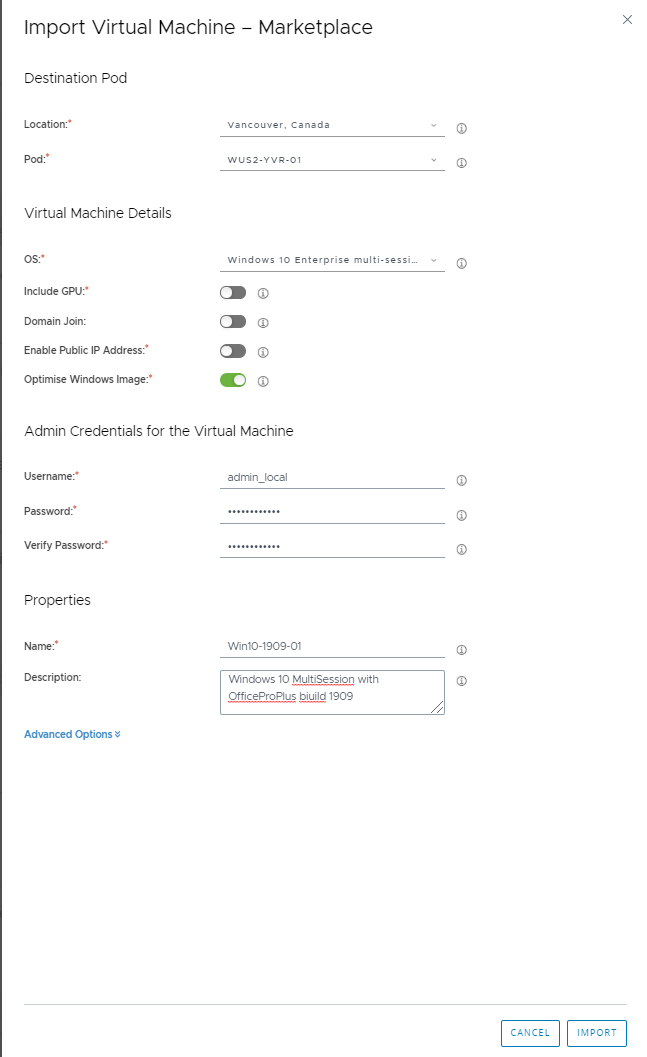 Import Virtual Machine – Marketplace
Destination Pod
Location:* Vancouver, Canada
Pod:* WUS2-YVR-01
Virtual Machine Details
OS:* Windows 10 Enterprise multi-sessi...
Include GPU:*
Domain Join:
Enable Public IP Address:*
Optimise Windows Image:*
Admin Credentials for the Virtual Machine
Username:* admin_local
Password:* ••••••••••••
Verify Password:* ••••••••••••
Properties
Name:* Win10-1909-01
Description: Windows 10 MultiSession with
OfficeProPlus biuild 1909
Advanced Options
CANCEL IMPORT